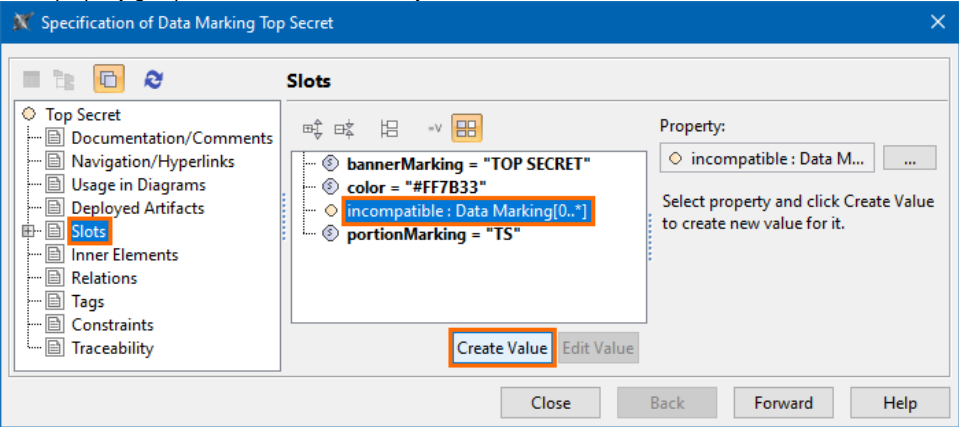 Specification of Data Marking Top Secret
Slots
Top Secret
Documentation/Comments
Navigation/Hyperlinks
Usage in Diagrams
Deployed Artifacts
Slots
Inner Elements
Relations
Tags
Constraints
Traceability
=V
bannerMarking = "TOP SECRET"
color = "#FF7B33"
incompatible : Data Marking[0..*]
portionMarking = "TS"
Create Value Edit Value
Property:
incompatible : Data M... ...
Select property and click Create Value
to create new value for it.
Close Back Forward Help